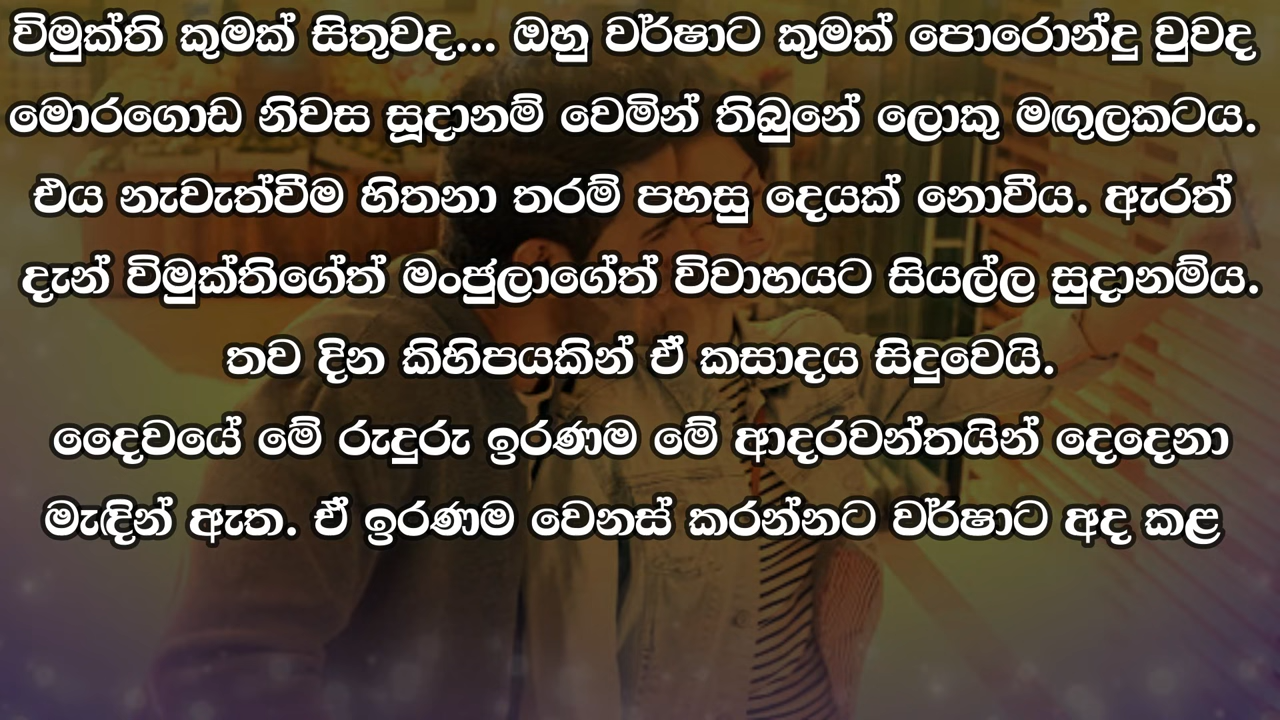 විමුක්ති කුමක් සිතුවද... ඔහු වර්ෂාට කුමක් පොරොන්දු වුවද
මොරගොඩ නිවස සූදානම් වෙමින් තිබුනේ ලොකු මඟුලකටය.
එය නැවැත්වීම හිතනා තරම් පහසු දෙයක් නොවීය. ඇරත්
දැන් විමුක්තිගේත් මංජුලාගේත් විවාහයට සියල්ල සුදානම්ය.
තව දින කිහිපයකින් ඒ කසාදය සිදුවෙයි.
දෛවයේ මේ රුදුරු ඉරණම මේ ආදරවන්තයින් දෙදෙනා
මැඳින් ඇත. ඒ ඉරණම වෙනස් කරන්නට වර්ෂාට අද කළ